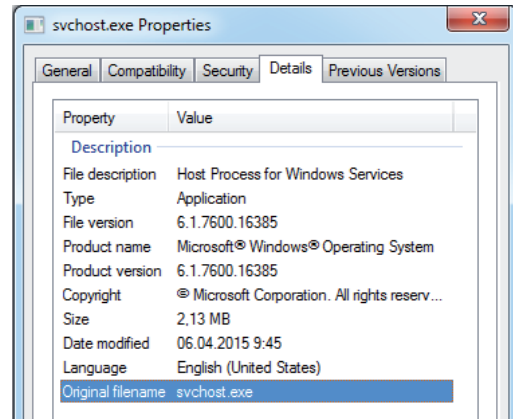 svchost.exe Properties
General Compatibility Security Details Previous Versions
Property Value
Description
File description Host Process for Windows Services
Type Application
File version 6.1.7600.16385
Product name Microsoft® Windows® Operating System
Product version 6.1.7600.16385
Copyright © Microsoft Corporation. All rights reserv...
Size 2,13 MB
Date modified 06.04.2015 9:45
Language English (United States)
Original filename svchost.exe